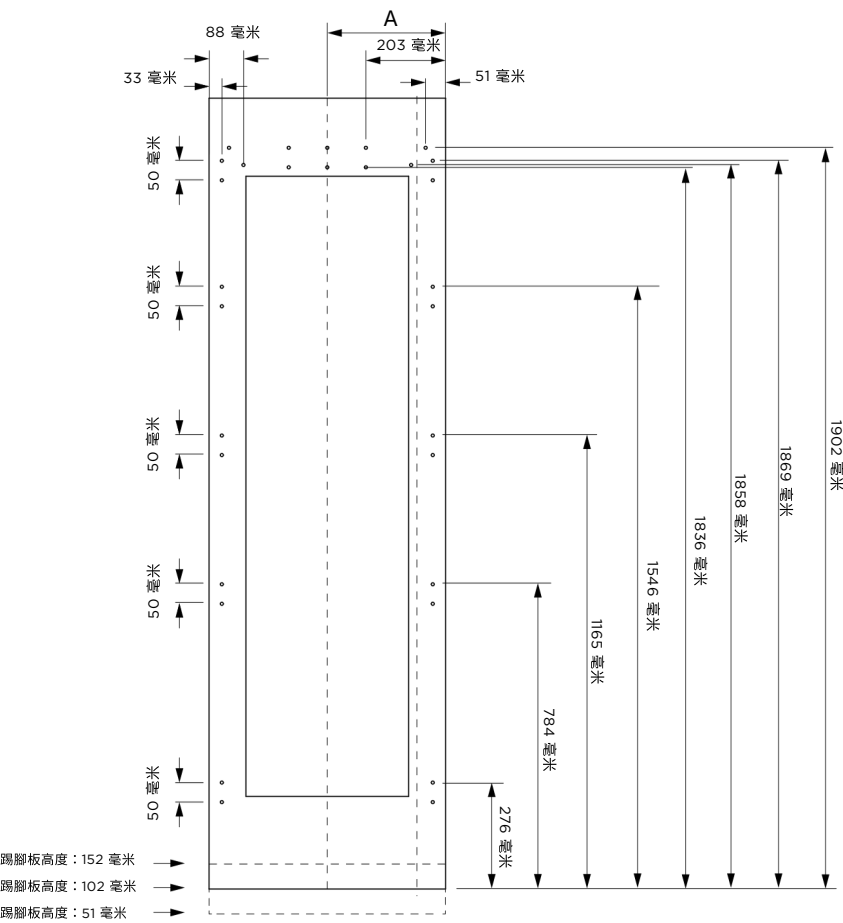 A
88 毫米
203 毫米
33 毫米
51 毫米
50 毫米
50 毫米
50 毫米
50 毫米
50 毫米
1902 毫米
1869 毫米
1858 毫米
1836 毫米
1546 毫米
1165 毫米
784 毫米
276 毫米
踢腳板高度：152 毫米
踢腳板高度：102 毫米
踢腳板高度：51 毫米